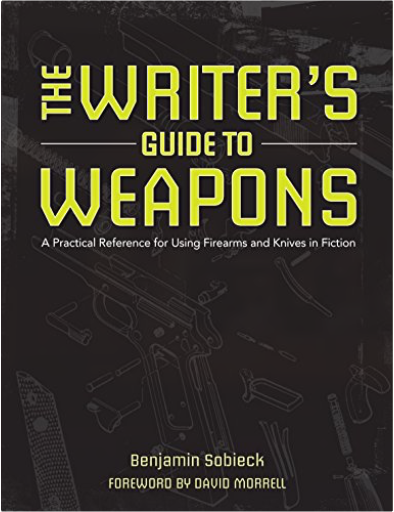 THE WRITER'S
GUIDE TO
WEAPONS
A Practical Reference for Using Firearms and Knives in Fiction
Benjamin Sobieck
FOREWORD BY DAVID MORRELL